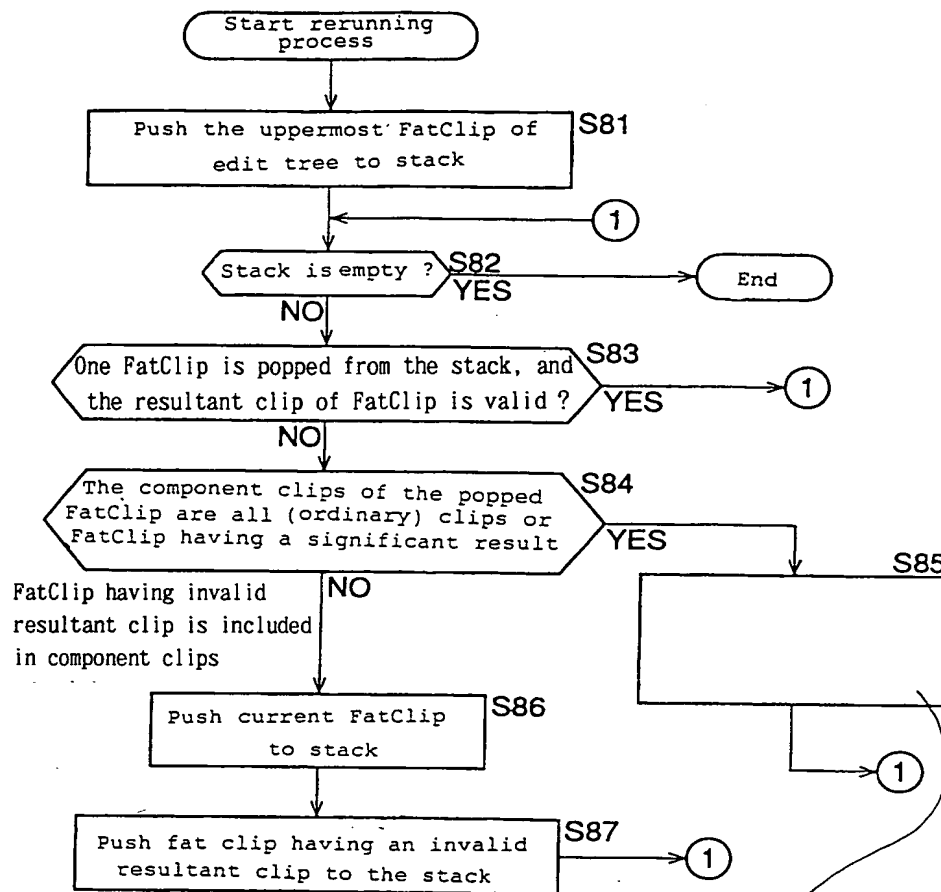 Start rerunning
process
Push the uppermost FatClip of
edit tree to stack
S81
1
Stack is empty ?
S82
YES
End
NO
One FatClip is popped from the stack, and
the resultant clip of FatClip is valid ?
S83
YES
1
NO
The component clips of the popped
FatClip are all (ordinary) clips or
FatClip having a significant result
S84
YES
NO
FatClip having invalid
resultant clip is included
in component clips
S85
Push current FatClip
to stack
S86
1
Push fat clip having an invalid
resultant clip to the stack
S87
1